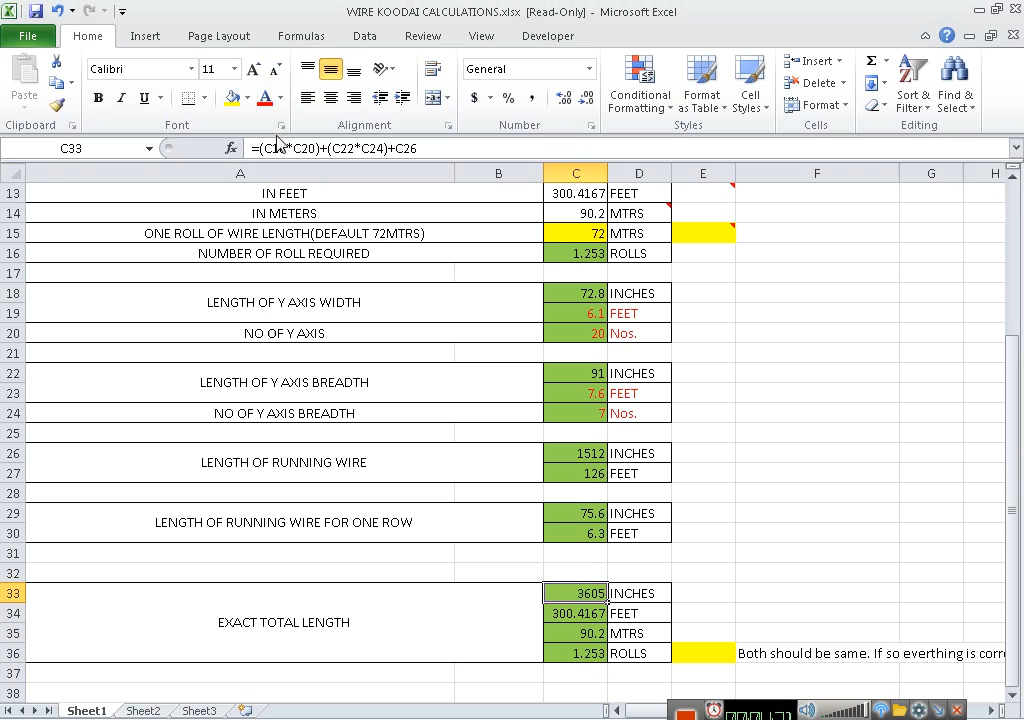 WIRE KOODAI CALCULATIONS.xlsx [Read-Only] - Microsoft Excel
File Home Insert Page Layout Formulas Data Review View Developer
Calibri 11 General
Paste B I U $ % , Conditional Formatting Format as Table Cell Styles Insert Delete Format Σ Sort & Filter Find & Select
Clipboard Font Alignment Number Styles Cells Editing
C33 fx *C20)+(C22*C24)+C26
A B C D E F G H
13 IN FEET 300.4167 FEET
14 IN METERS 90.2 MTRS
15 ONE ROLL OF WIRE LENGTH(DEFAULT 72MTRS) 72 MTRS
16 NUMBER OF ROLL REQUIRED 1.253 ROLLS
17
18 LENGTH OF Y AXIS WIDTH 72.8 INCHES
19 6.1 FEET
20 NO OF Y AXIS 20 Nos.
21
22 LENGTH OF Y AXIS BREADTH 91 INCHES
23 7.6 FEET
24 NO OF Y AXIS BREADTH 7 Nos.
25
26 LENGTH OF RUNNING WIRE 1512 INCHES
27 126 FEET
28
29 LENGTH OF RUNNING WIRE FOR ONE ROW 75.6 INCHES
30 6.3 FEET
31
32
33 EXACT TOTAL LENGTH 3605 INCHES
34 300.4167 FEET
35 90.2 MTRS
36 1.253 ROLLS Both should be same. If so everthing is corr
37
38
Sheet1 Sheet2 Sheet3